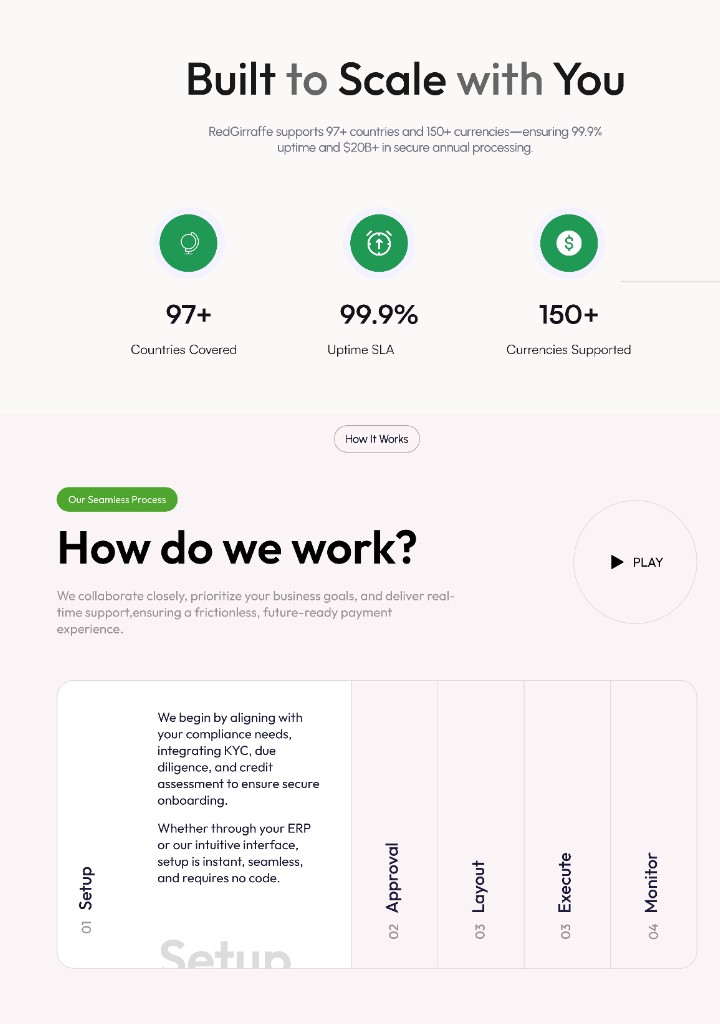 Built to Scale with You
RedGirraffe supports 97+ countries and 150+ currencies—ensuring 99.9%
uptime and $20B+ in secure annual processing.
97+
Countries Covered
99.9%
Uptime SLA
$
150+
Currencies Supported
How It Works
Our Seamless Process
How do we work?
We collaborate closely, prioritize your business goals, and deliver real-
time support,ensuring a frictionless, future-ready payment
experience.
PLAY
01 Setup
We begin by aligning with
your compliance needs,
integrating KYC, due
diligence, and credit
assessment to ensure secure
onboarding.
Whether through your ERP
or our intuitive interface,
setup is instant, seamless,
and requires no code.
Setup
02 Approval
03 Layout
03 Execute
04 Monitor